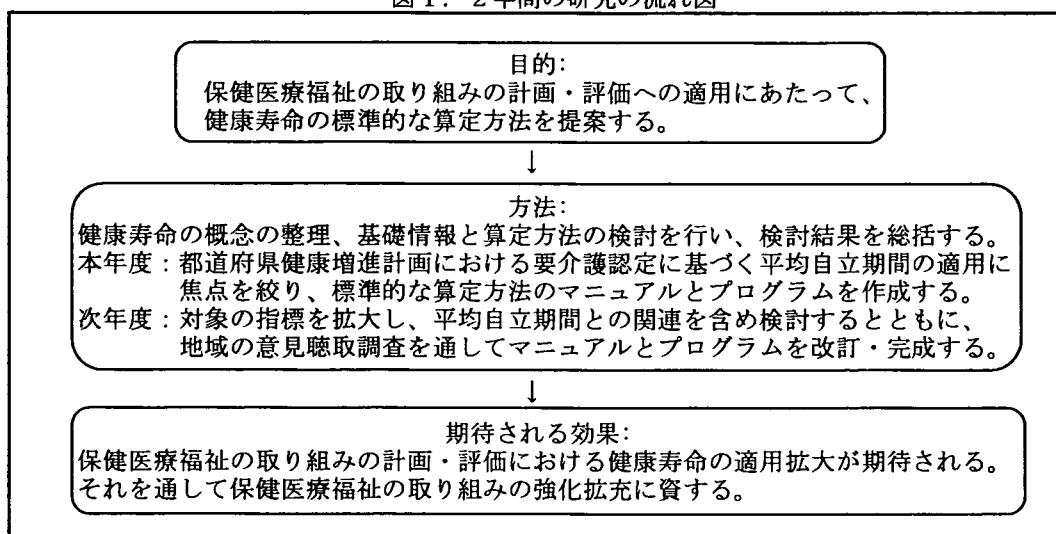 図1. 2年間の研究の流れ図
目的：
保健医療福祉の取り組みの計画・評価への適用にあたって、
健康寿命の標準的な算定方法を提案する。
↓
方法：
健康寿命の概念の整理、基礎情報と算定方法の検討を行い、検討結果を総括する。
本年度：都道府県健康増進計画における要介護認定に基づく平均自立期間の適用に
焦点を絞り、標準的な算定方法のマニュアルとプログラムを作成する。
次年度：対象の指標を拡大し、平均自立期間との関連を含め検討するとともに、
地域の意見聴取調査を通してマニュアルとプログラムを改訂・完成する。
↓
期待される効果：
保健医療福祉の取り組みの計画・評価における健康寿命の適用拡大が期待される。
それを通して保健医療福祉の取り組みの強化拡充に資する。